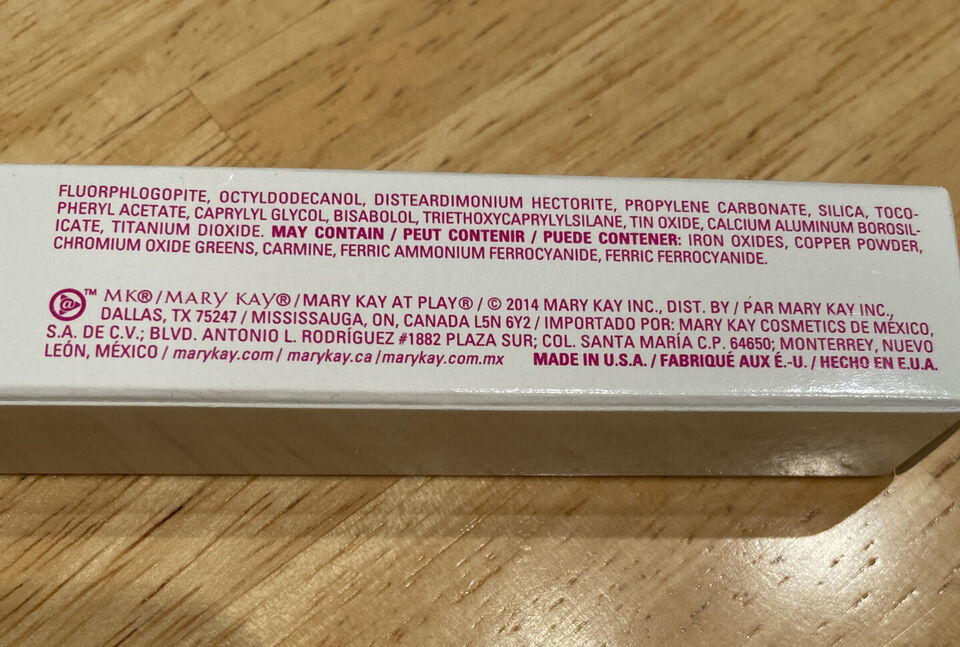 FLUORPHLOGOPITE, OCTYLDODECANOL, DISTEARDIMONIUM HECTORITE, PROPYLENE CARBONATE, SILICA, TOCO-
PHERYL ACETATE, CAPRYLYL GLYCOL, BISABOLOL, TRIETHOXYCAPRYLYLSILANE, TIN OXIDE, CALCIUM ALUMINUM BOROSIL-
ICATE, TITANIUM DIOXIDE. MAY CONTAIN / PEUT CONTENIR / PUEDE CONTENER: IRON OXIDES, COPPER POWDER,
CHROMIUM OXIDE GREENS, CARMINE, FERRIC AMMONIUM FERROCYANIDE, FERRIC FERROCYANIDE.
@™ MK®/MARY KAY®/MARY KAY AT PLAY®/ © 2014 MARY KAY INC., DIST. BY / PAR MARY KAY INC.,
DALLAS, TX 75247 / MISSISSAUGA, ON, CANADA L5N 6Y2 / IMPORTADO POR: MARY KAY COSMETICS DE MÉXICO,
S.A. DE C.V.; BLVD. ANTONIO L. RODRÍGUEZ #1882 PLAZA SUR; COL. SANTA MARÍA C.P. 64650; MONTERREY, NUEVO
LEÓN, MÉXICO / marykay.com / marykay.ca / marykay.com.mx MADE IN U.S.A. / FABRIQUÉ AUX É.-U. / HECHO EN E.U.A.